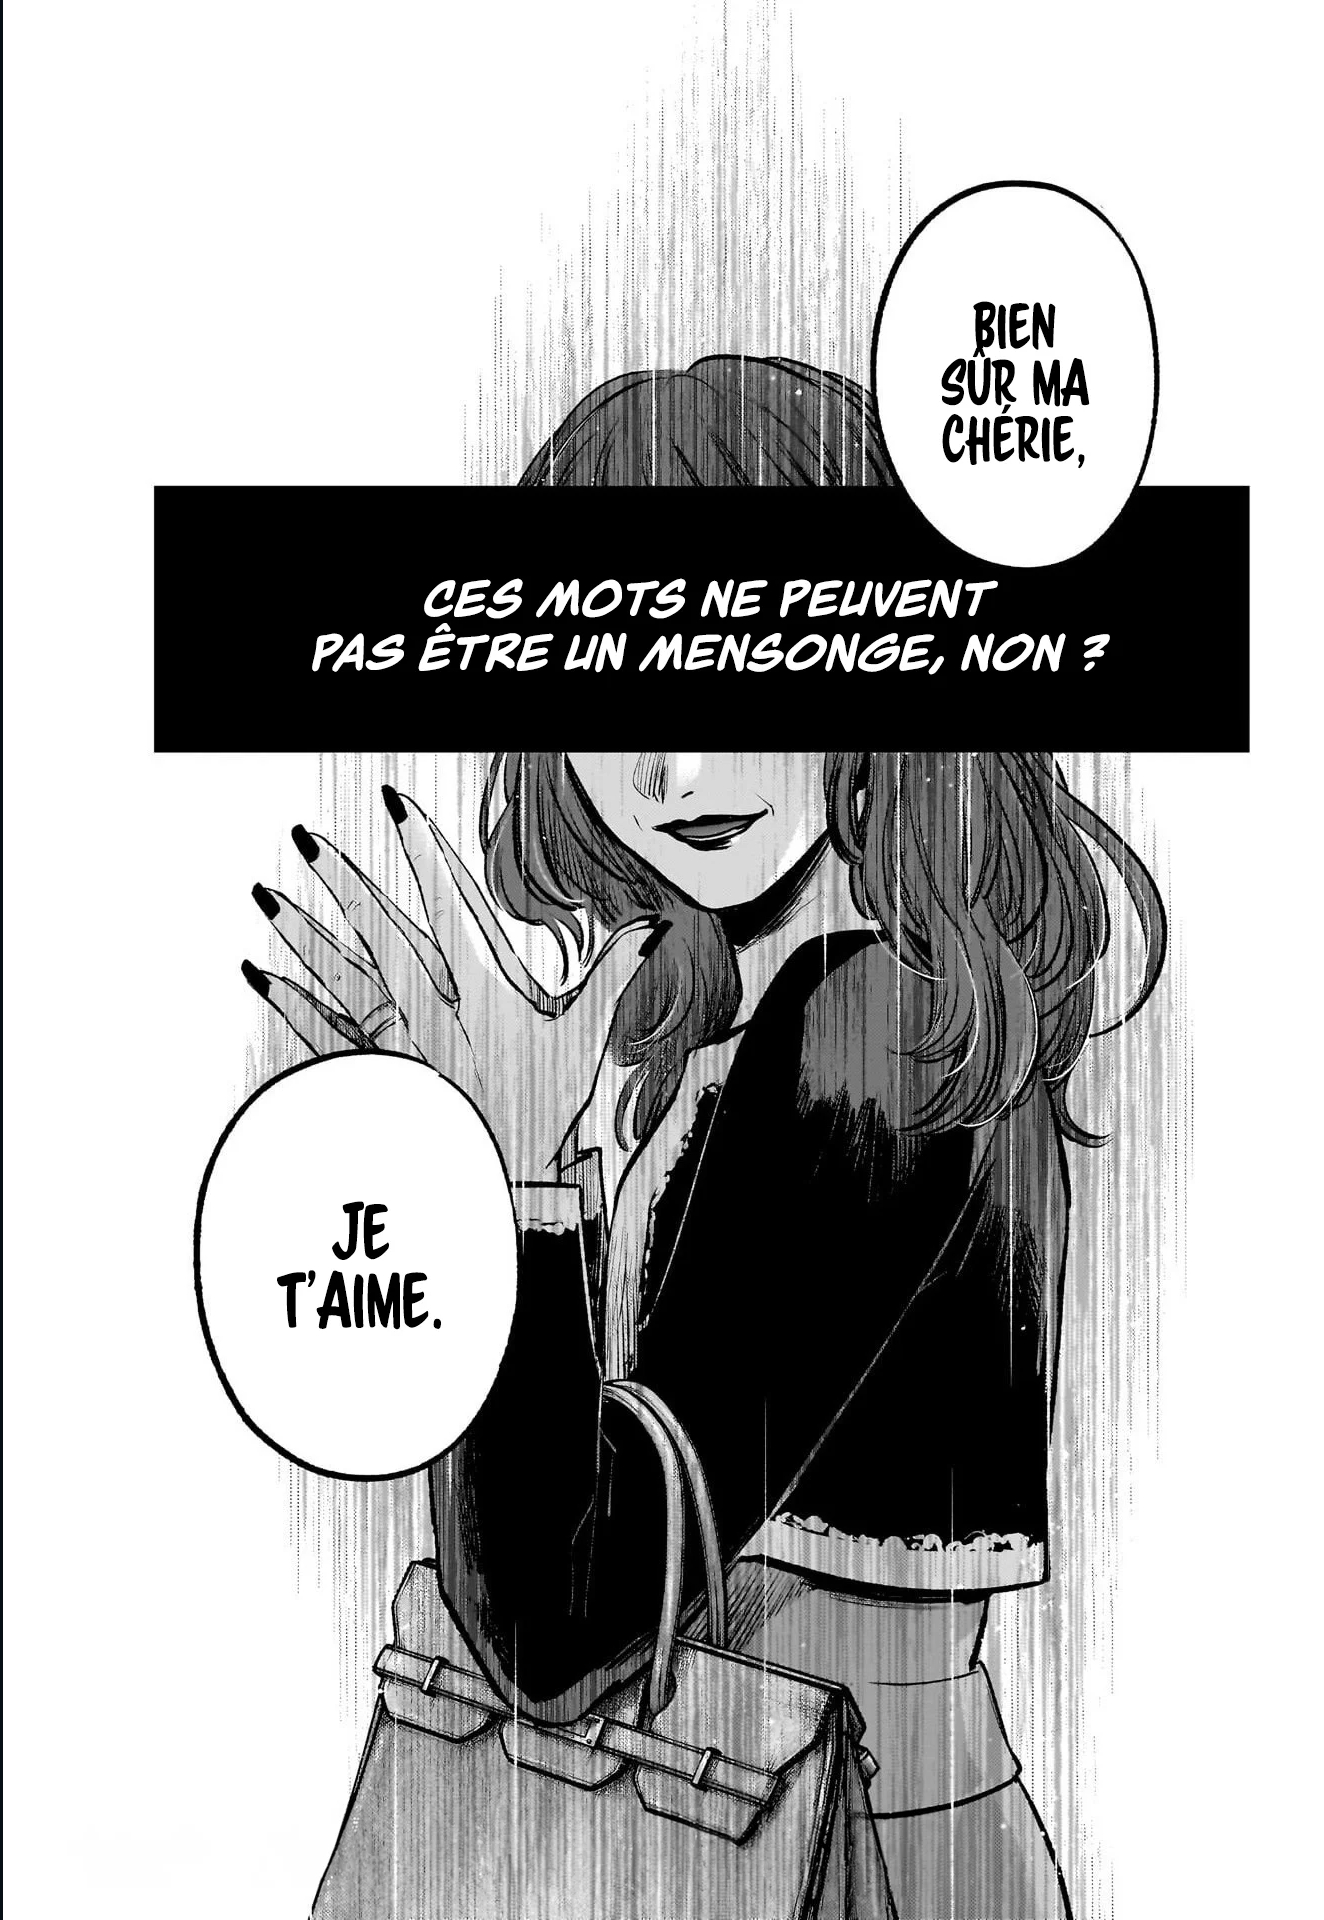 BIEN
SÛR MA
CHÉRIE,
CES MOTS NE PEUVENT
PAS ÊTRE UN MENSONGE, NON ?
JE
T'AIME.